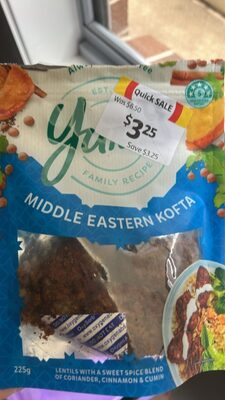 Quick SALE
Was $6.50
$3.25
Save $3.25
EST
Yum
FAMILY RECIPE
MIDDLE EASTERN KOFTA
225g
LENTILS WITH A SWEET SPICE BLEND
OF CORIANDER, CINNAMON & CUMIN